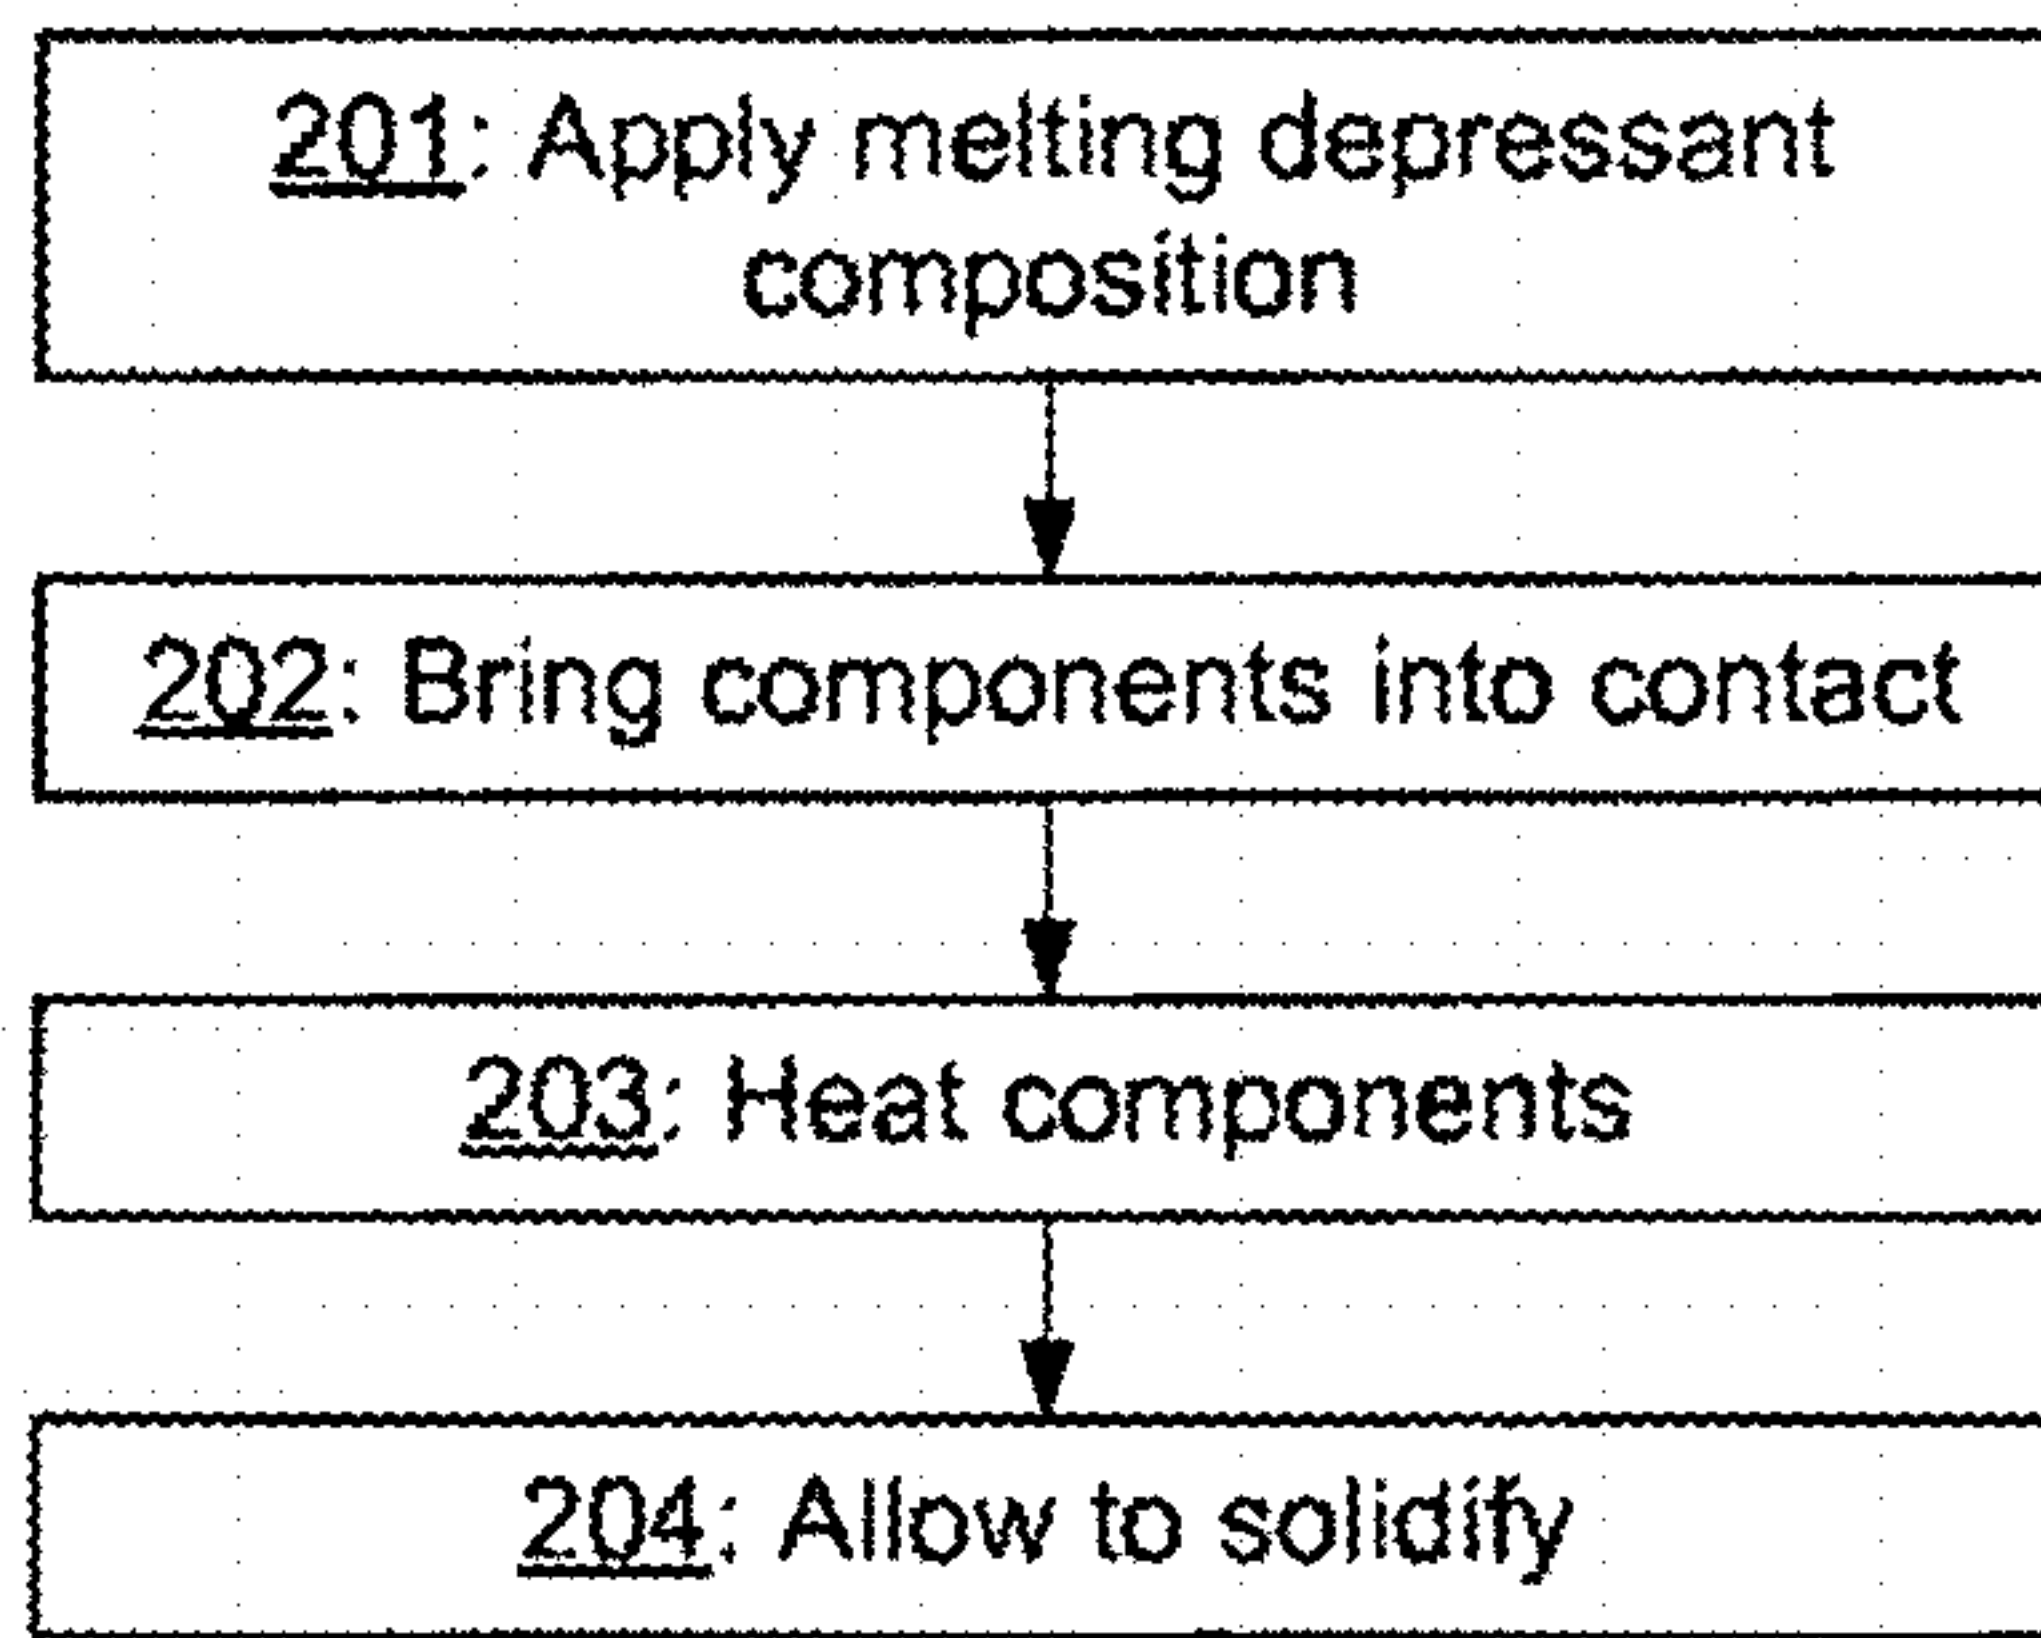 201: Apply melting depressant
composition
202: Bring components into contact
203: Heat components
204: Allow to solidify